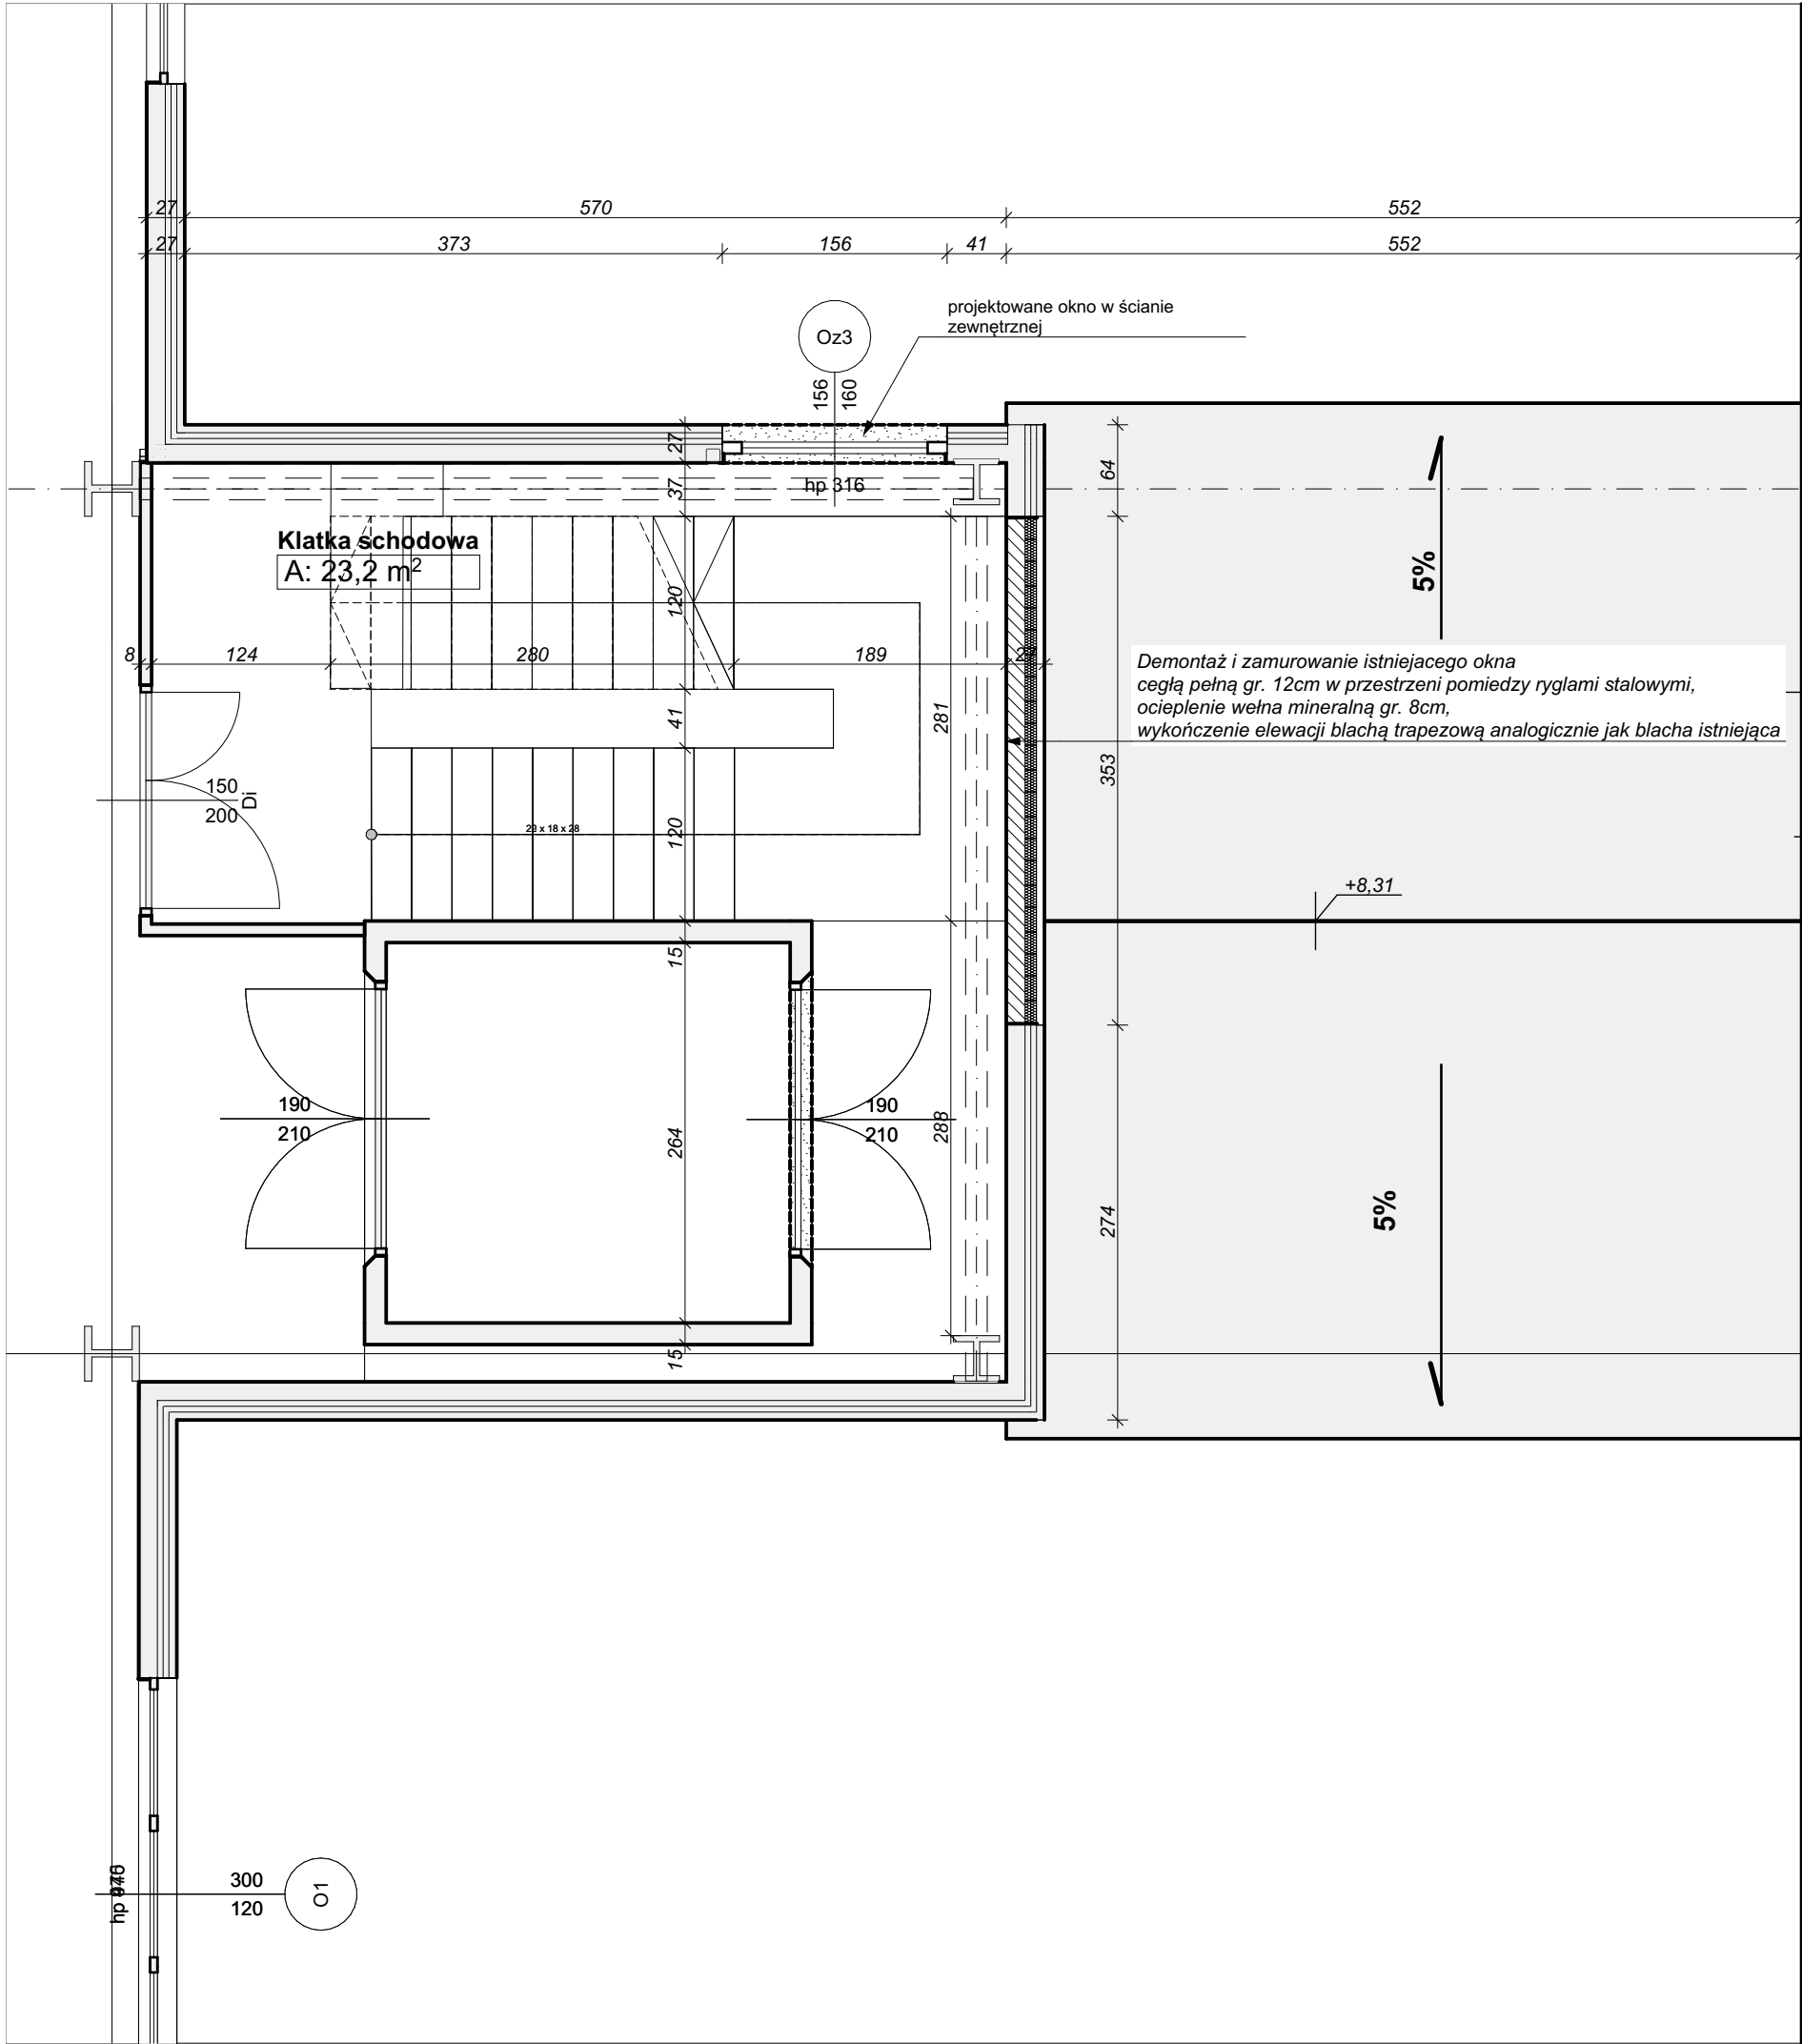 27
570
552
27
373
156
41
552
projektowane okno w ścianie
zewnętrznej
Oz3
156
160
27
64
37
hp 316
Klatka schodowa
A: 23,2 m²
5%
120
8
124
280
189
Demontaż i zamurowanie istniejacego okna
cegłą pełną gr. 12cm w przestrzeni pomiedzy ryglami stalowymi,
ocieplenie wełna mineralną gr. 8cm,
wykończenie elewacji blachą trapezową analogicznie jak blacha istniejąca
41
281
353
150
200
Di
120
+8,31
15
190
210
190
210
264
288
274
5%
15
hp
300
120
O1